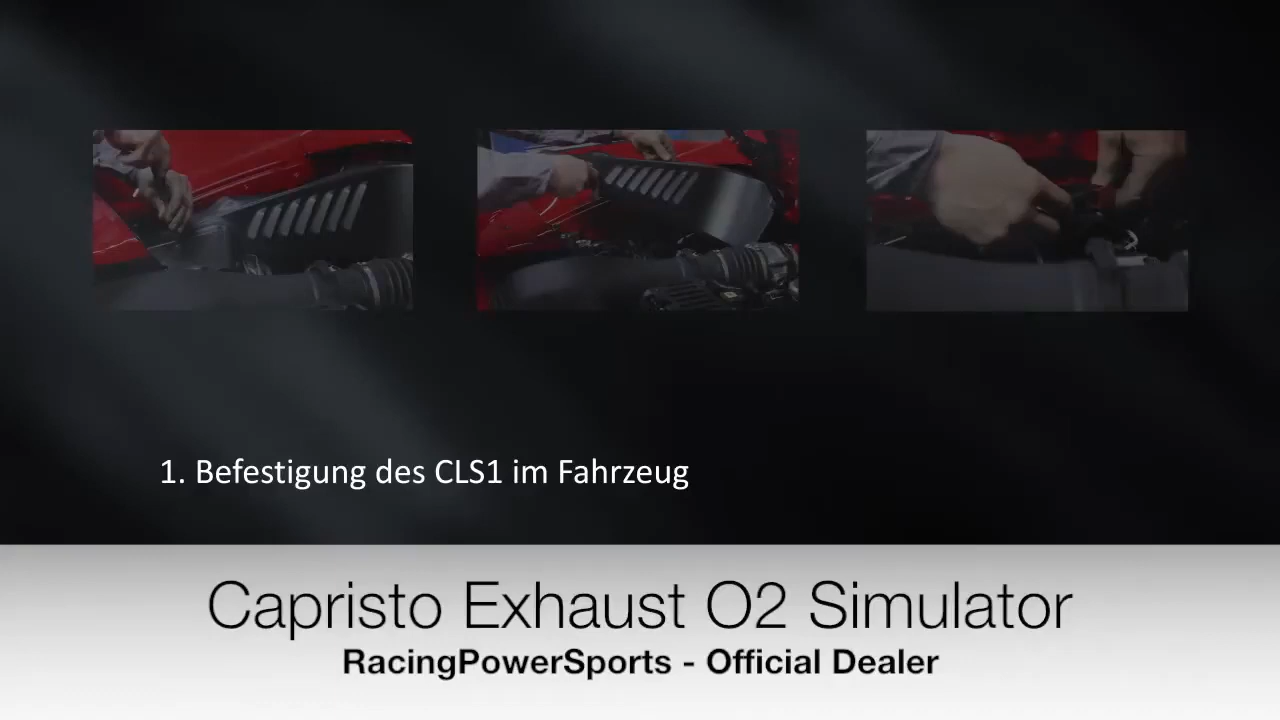 1. Befestigung des CLS1 im Fahrzeug
Capristo Exhaust O2 Simulator
RacingPowerSports - Official Dealer